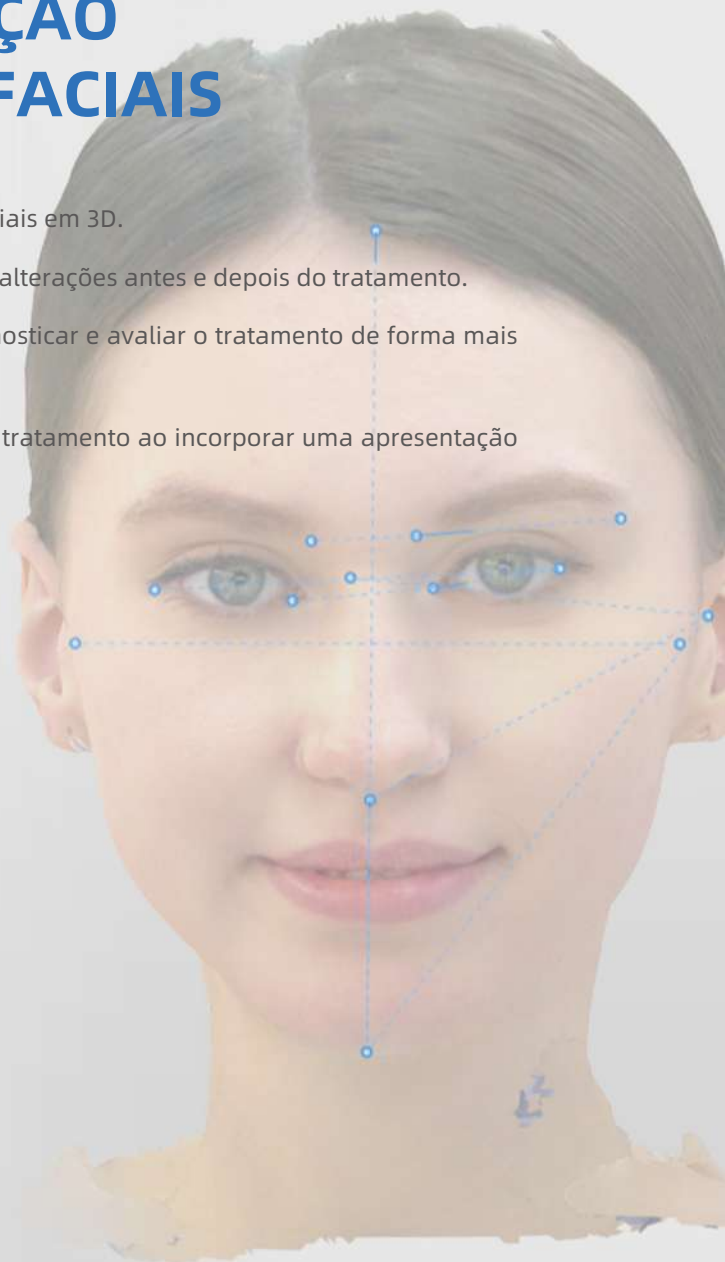 ÇÃO
FACIAIS
iais em 3D.
alterações antes e depois do tratamento.
nosticar e avaliar o tratamento de forma mais
tratamento ao incorporar uma apresentação